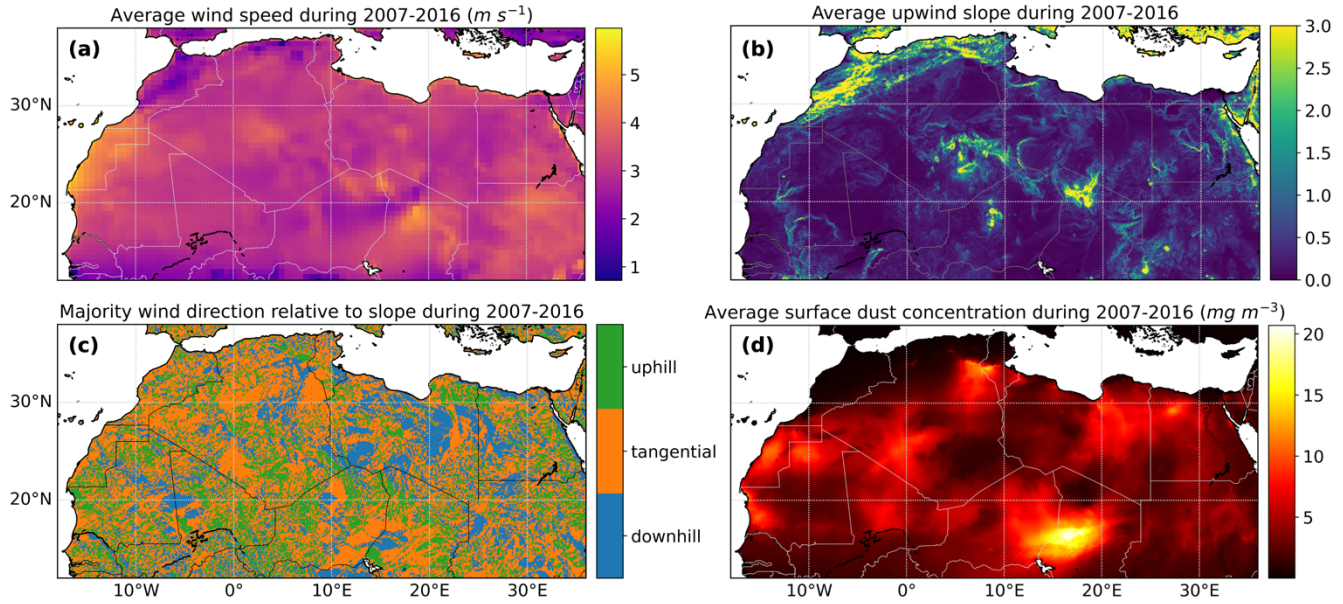 Average wind speed during 2007-2016 (m s⁻¹)
(a)
30°N
20°N
5
4
3
2
1
Average upwind slope during 2007-2016
(b)
3.0
2.5
2.0
1.5
1.0
0.5
0.0
Majority wind direction relative to slope during 2007-2016
(c)
30°N
20°N
10°W
0°
10°E
20°E
30°E
uphill
tangential
downhill
Average surface dust concentration during 2007-2016 (mg m⁻³)
(d)
10°W
0°
10°E
20°E
30°E
20
15
10
5